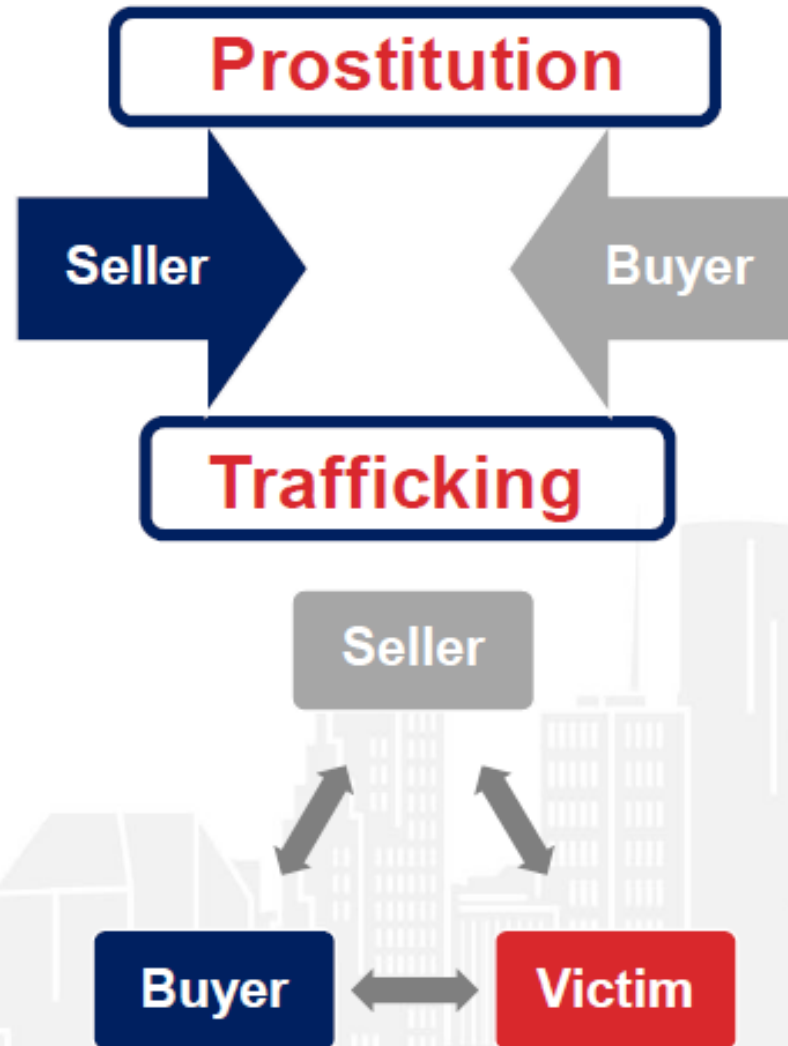 Prostitution
Seller
Buyer
Trafficking
Seller
Buyer
Victim